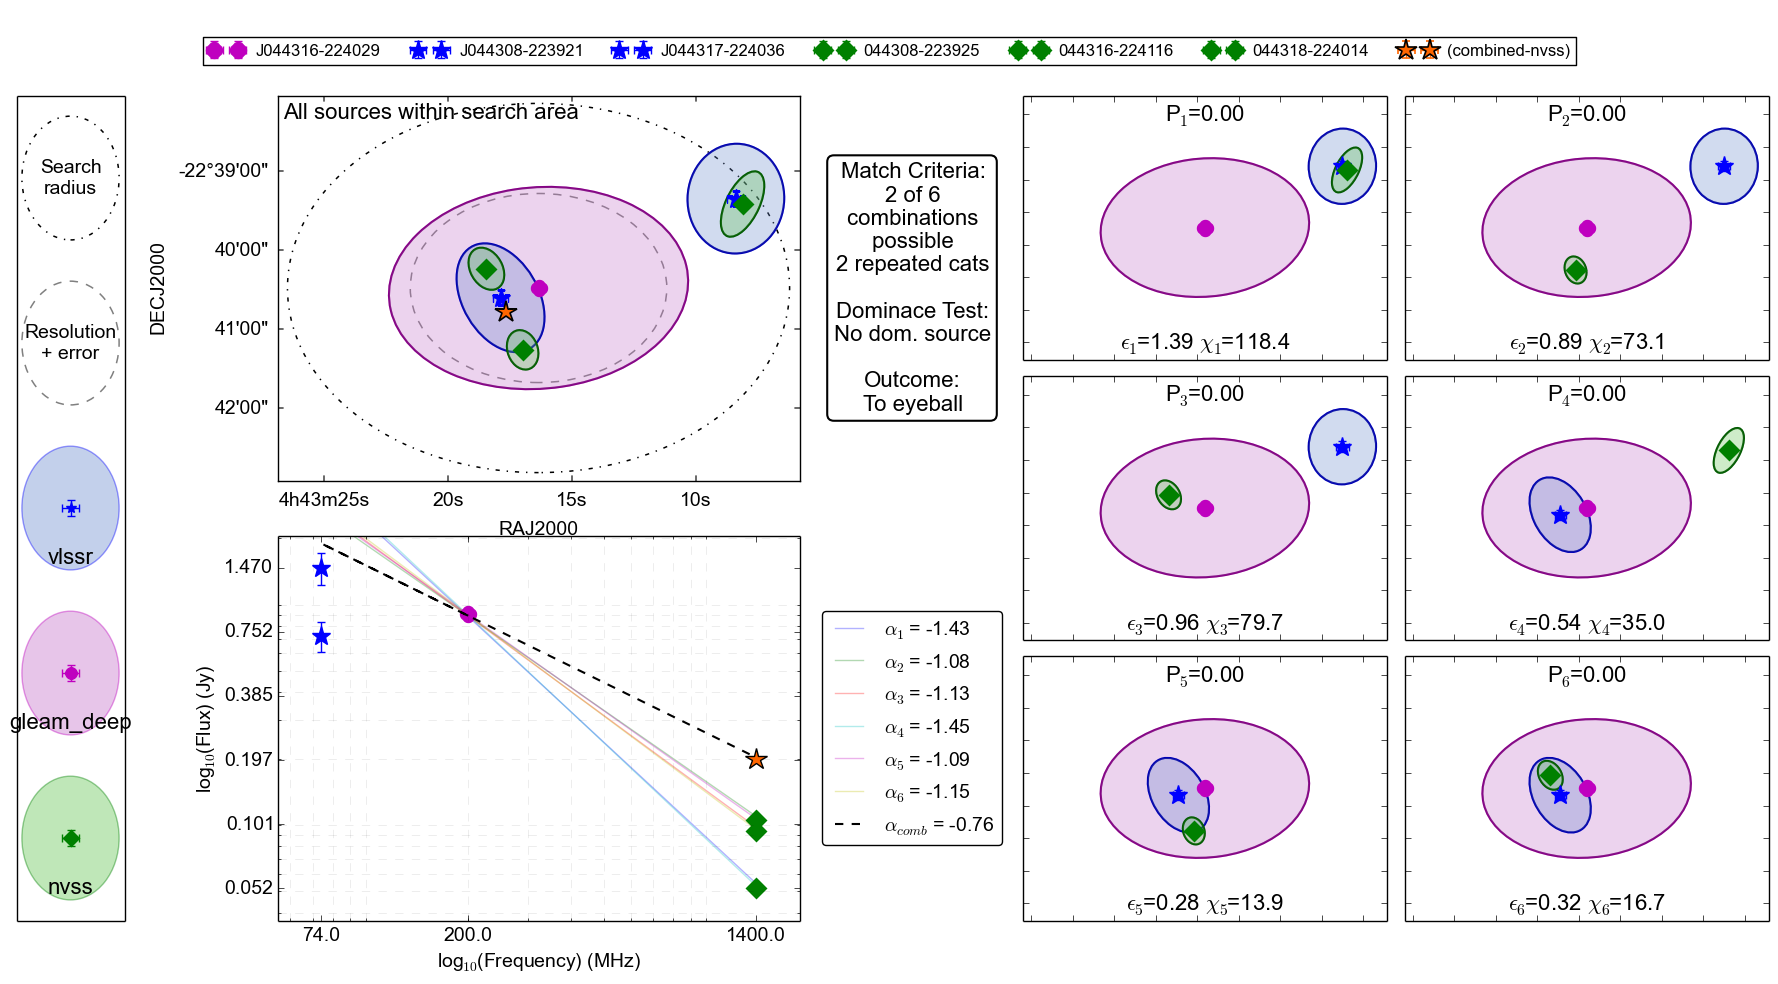 J044316-224029 J044308-223921 J044317-224036 044308-223925 044316-224116 044318-224014 (combined-nvss)
Search
radius
Resolution
+ error
vlssr
gleam_deep
nvss
All sources within search area
DECJ2000
-22°39'00"
40'00"
41'00"
42'00"
4h43m25s 20s 15s 10s
RAJ2000
Match Criteria:
2 of 6
combinations
possible
2 repeated cats
Dominace Test:
No dom. source
Outcome:
To eyeball
log₁₀(Flux) (Jy)
1.470
0.752
0.385
0.197
0.101
0.052
74.0 200.0 1400.0
log₁₀(Frequency) (MHz)
α₁ = -1.43
α₂ = -1.08
α₃ = -1.13
α₄ = -1.45
α₅ = -1.09
α₆ = -1.15
α_comb = -0.76
P₁=0.00
ϵ₁=1.39 χ₁=118.4
P₂=0.00
ϵ₂=0.89 χ₂=73.1
P₃=0.00
ϵ₃=0.96 χ₃=79.7
P₄=0.00
ϵ₄=0.54 χ₄=35.0
P₅=0.00
ϵ₅=0.28 χ₅=13.9
P₆=0.00
ϵ₆=0.32 χ₆=16.7